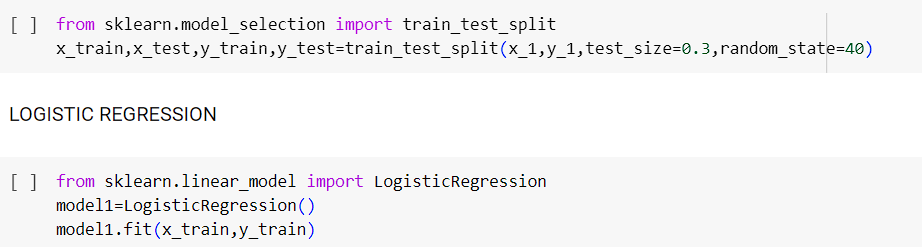 [ ] from sklearn.model_selection import train_test_split
x_train,x_test,y_train,y_test=train_test_split(x_1,y_1,test_size=0.3,random_state=40)
LOGISTIC REGRESSION
[ ] from sklearn.linear_model import LogisticRegression
model1=LogisticRegression()
model1.fit(x_train,y_train)